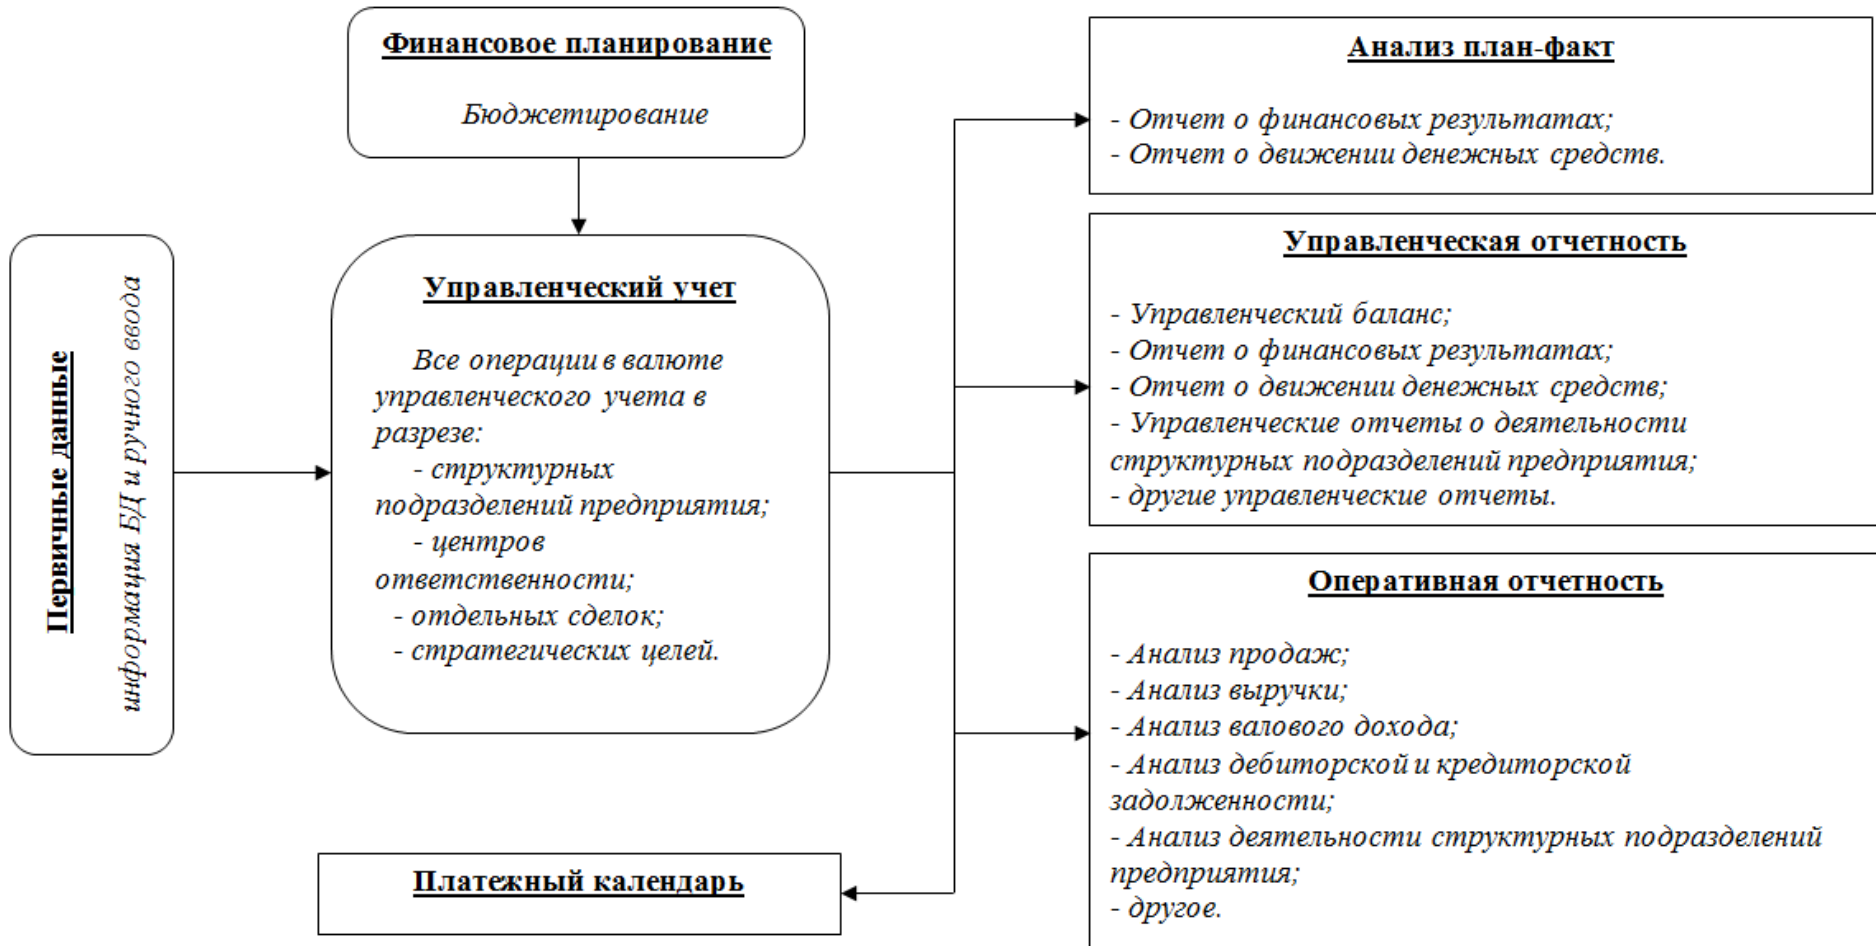 Финансовое планирование
Бюджетирование
Первичные данные
информация БД и ручного ввода
Управленческий учет
Все операции в валюте
управленческого учета в
разрезе:
- структурных
подразделений предприятия;
- центров
ответственности;
- отдельных сделок;
- стратегических целей.
Платежный календарь
Анализ план-факт
- Отчет о финансовых результатах;
- Отчет о движении денежных средств.
Управленческая отчетность
- Управленческий баланс;
- Отчет о финансовых результатах;
- Отчет о движении денежных средств;
- Управленческие отчеты о деятельности
структурных подразделений предприятия;
- другие управленческие отчеты.
Оперативная отчетность
- Анализ продаж;
- Анализ выручки;
- Анализ валового дохода;
- Анализ дебиторской и кредиторской
задолженности;
- Анализ деятельности структурных подразделений
предприятия;
- другое.